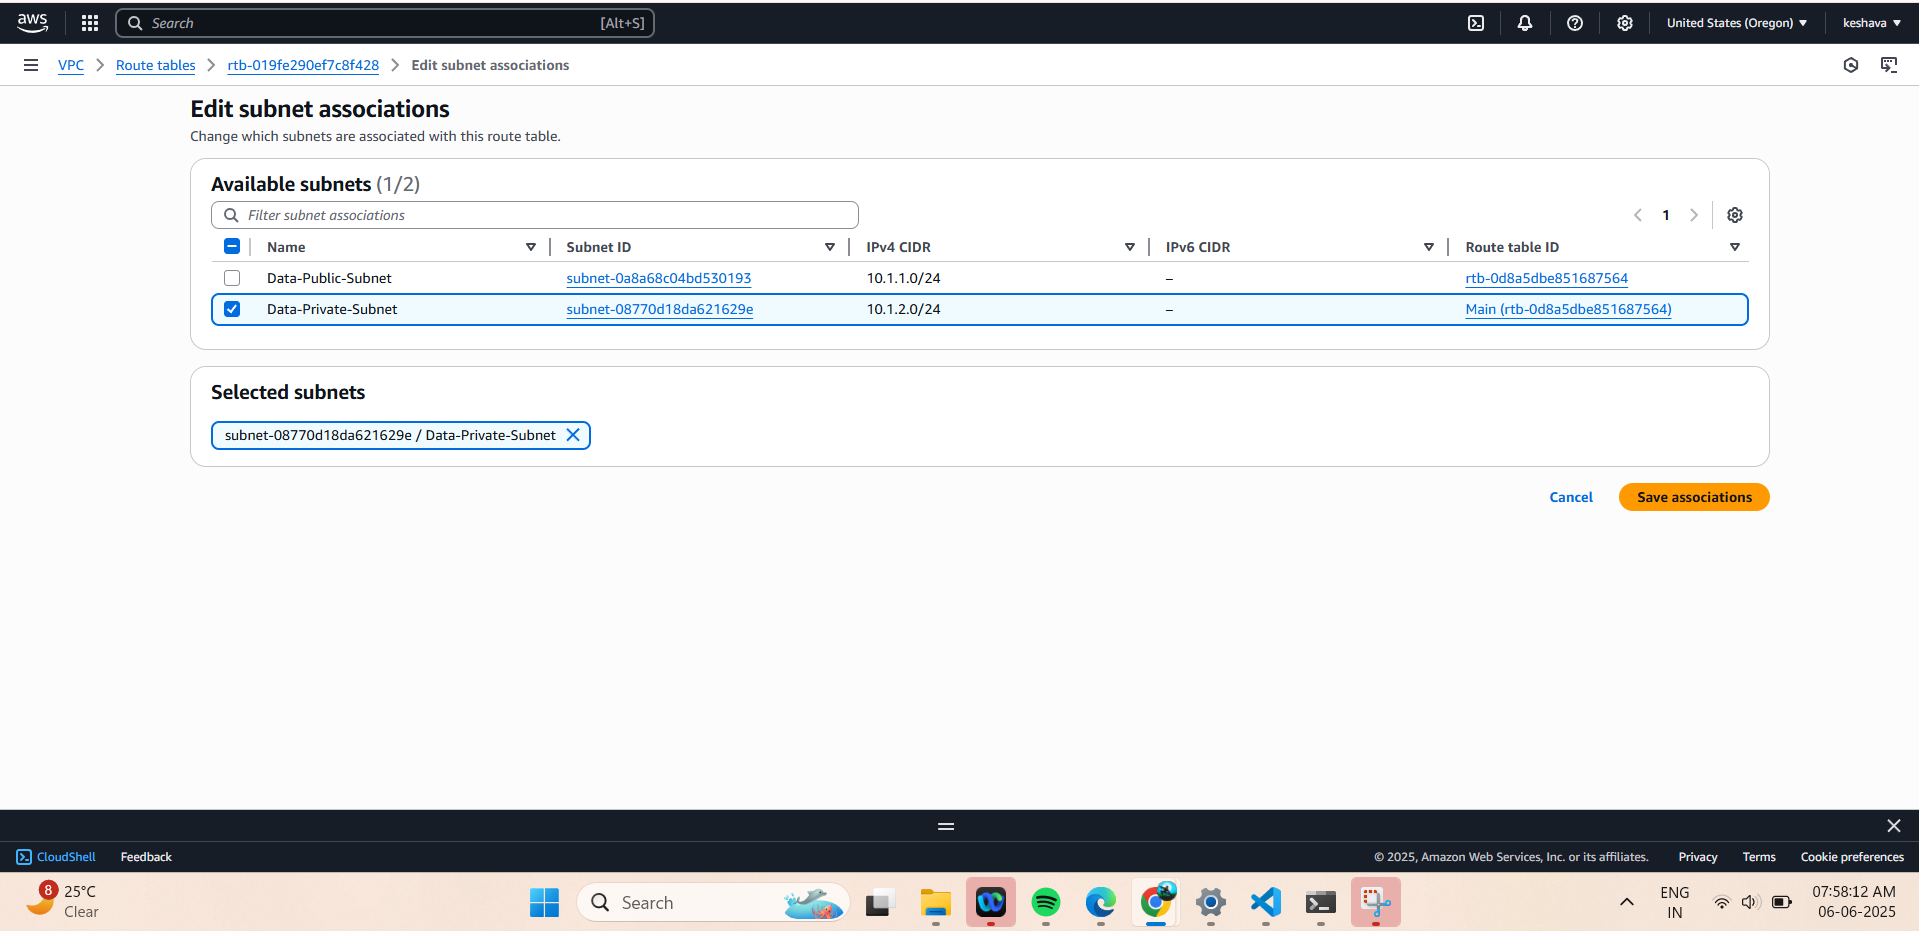 aws Search [Alt+S] United States (Oregon) keshava
VPC Route tables rtb-019fe290ef7c8f428 Edit subnet associations
Edit subnet associations
Change which subnets are associated with this route table.
Available subnets (1/2)
Filter subnet associations 1
Name Subnet ID IPv4 CIDR IPv6 CIDR Route table ID
Data-Public-Subnet subnet-0a8a68c04bd530193 10.1.1.0/24 – rtb-0d8a5dbe851687564
Data-Private-Subnet subnet-08770d18da621629e 10.1.2.0/24 – Main (rtb-0d8a5dbe851687564)
Selected subnets
subnet-08770d18da621629e / Data-Private-Subnet
Cancel Save associations
CloudShell Feedback © 2025, Amazon Web Services, Inc. or its affiliates. Privacy Terms Cookie preferences
8 25°C
Clear
Search
ENG
IN
07:58:12 AM
06-06-2025